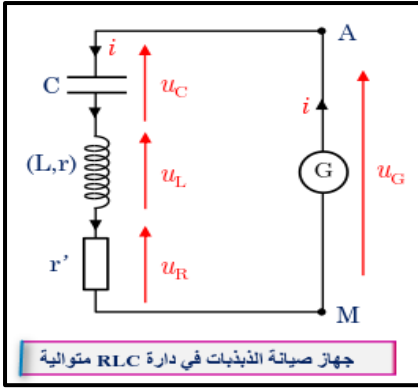 i
A
C
u_C
(L,r)
u_L
i
G
u_G
r’
u_R
M
جهاز صيانة الذبذبات في دارة RLC متوالية